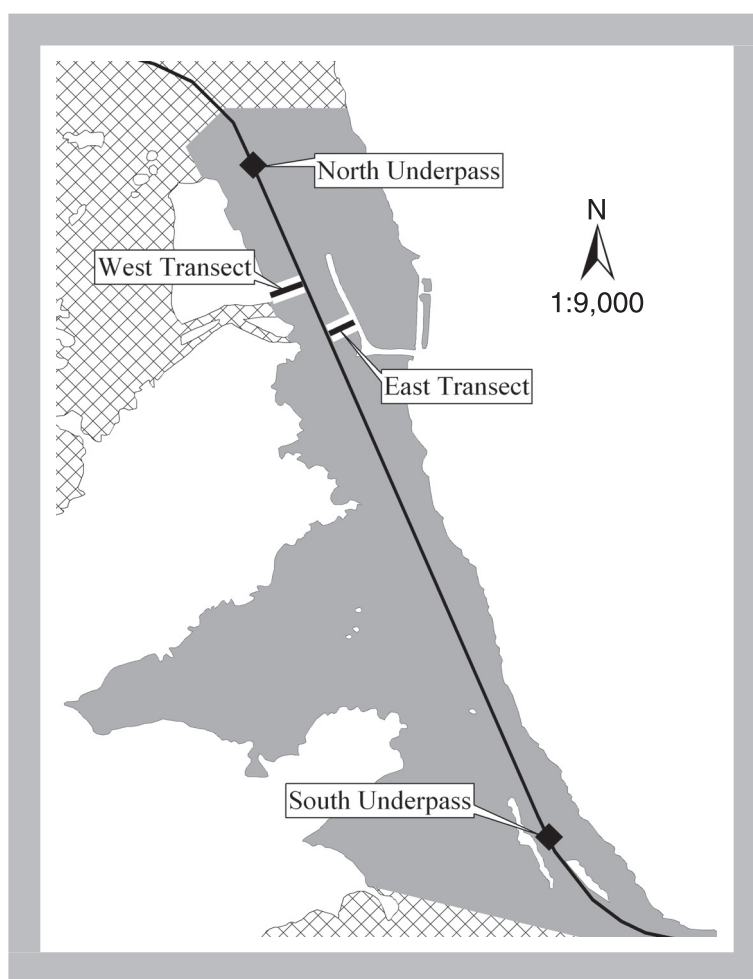 North Underpass
N
West Transect
1:9,000
East Transect
South Underpass